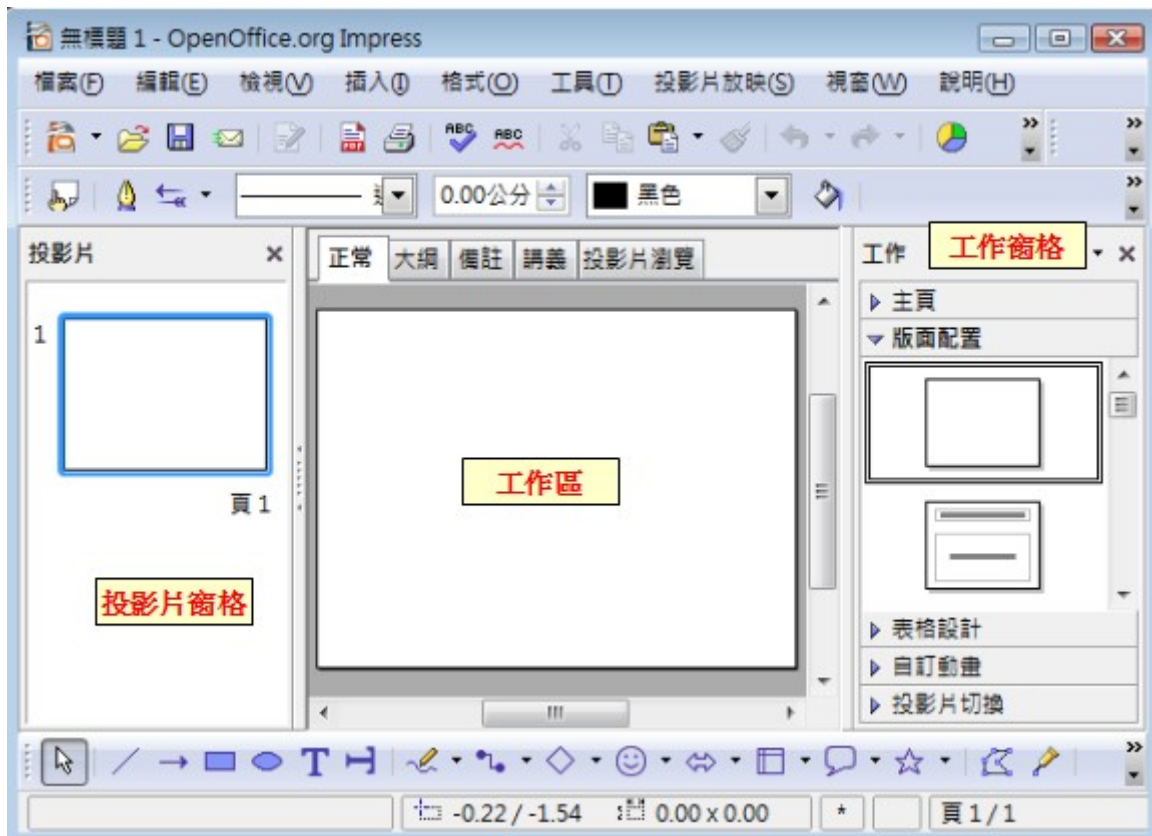 無標題 1 - OpenOffice.org Impress
檔案(F) 編輯(E) 檢視(V) 插入(I) 格式(O) 工具(T) 投影片放映(S) 視窗(W) 說明(H)
ABC ABC
0.00公分 黑色
投影片
正常 大綱 備註 講義 投影片瀏覽
工作 工作窗格
主頁
1
版面配置
工作區
頁 1
投影片窗格
表格設計
自訂動畫
投影片切換
T
-0.22 / -1.54 0.00 x 0.00 * 頁 1 / 1